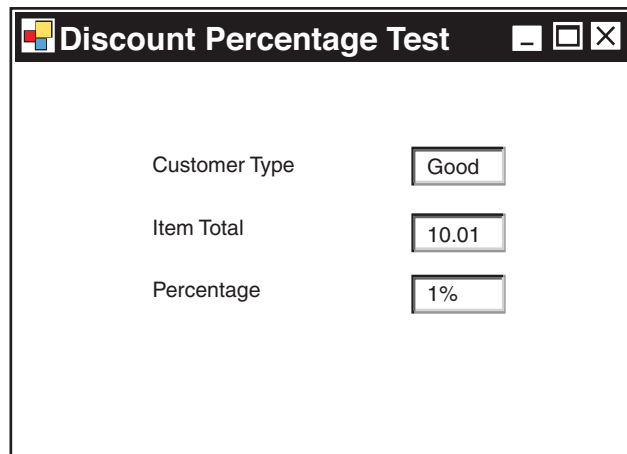 Discount Percentage Test
Customer Type Good
Item Total 10.01
Percentage 1%